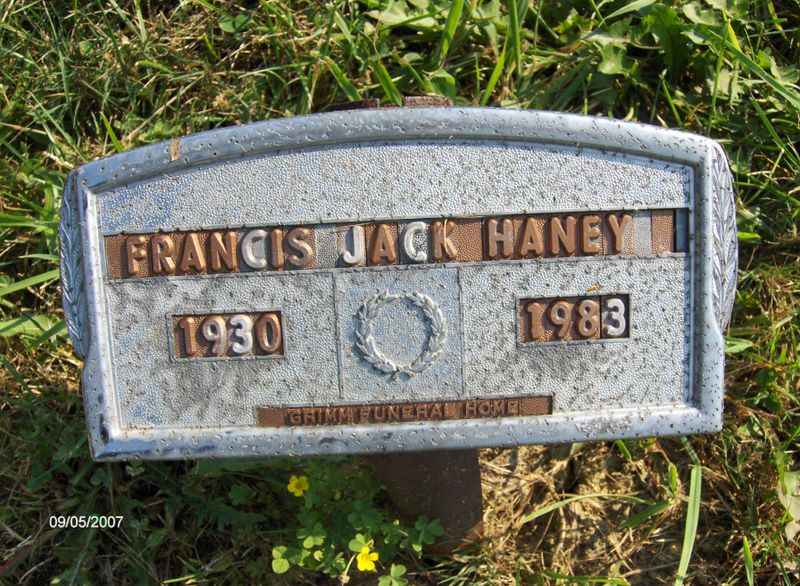 FRANCIS JACK HANEY
1930 1983
GRIMM FUNERAL HOME
09/05/2007